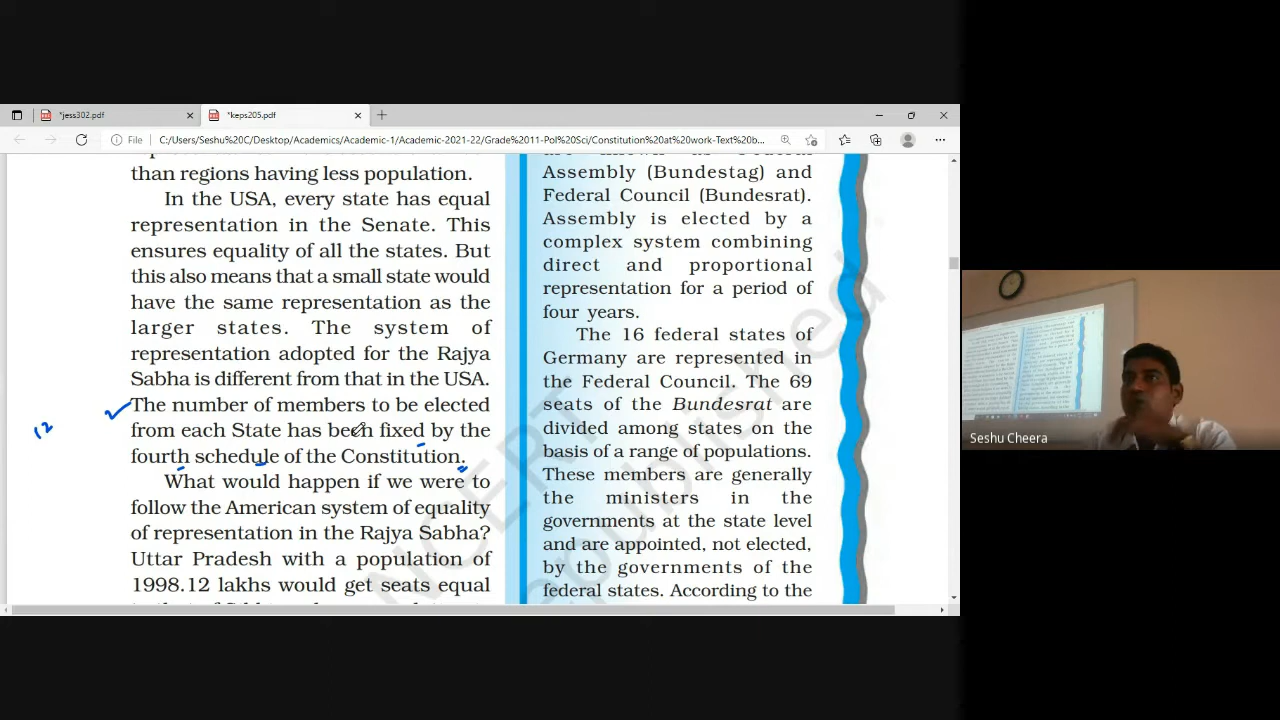 *jess302.pdf
*keps205.pdf
File
C:/Users/Seshu%20C/Desktop/Academics/Academic-1/Academic-2021-22/Grade%2011-Pol%20Sci/Constitution%20at%20work-Text%20b...
than regions having less population.
In the USA, every state has equal
representation in the Senate. This
ensures equality of all the states. But
this also means that a small state would
have the same representation as the
larger states. The system of
representation adopted for the Rajya
Sabha is different from that in the USA.
The number of members to be elected
from each State has been fixed by the
fourth schedule of the Constitution.
What would happen if we were to
follow the American system of equality
of representation in the Rajya Sabha?
Uttar Pradesh with a population of
1998.12 lakhs would get seats equal
12
Assembly (Bundestag) and
Federal Council (Bundesrat).
Assembly is elected by a
complex system combining
direct and proportional
representation for a period of
four years.
The 16 federal states of
Germany are represented in
the Federal Council. The 69
seats of the Bundesrat are
divided among states on the
basis of a range of populations.
These members are generally
the ministers in the
governments at the state level
and are appointed, not elected,
by the governments of the
federal states. According to the
Seshu Cheera